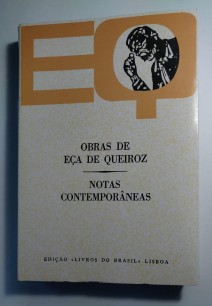 EQ
OBRAS DE
EÇA DE QUEIROZ
NOTAS
CONTEMPORÂNEAS
EDIÇÃO «LIVROS DO BRASIL» LISBOA